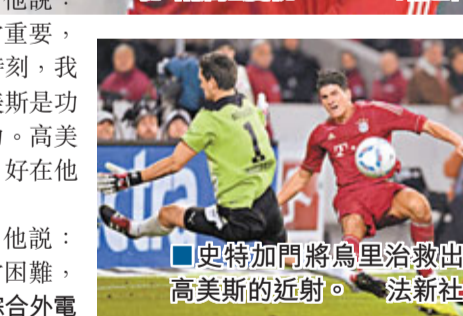 他説：
重要，
刻，我
斯是功
。高美
好在他
他説：
困難，
綜合外電
1
■史特加門將烏里治救出
高美斯的近射。 法新社